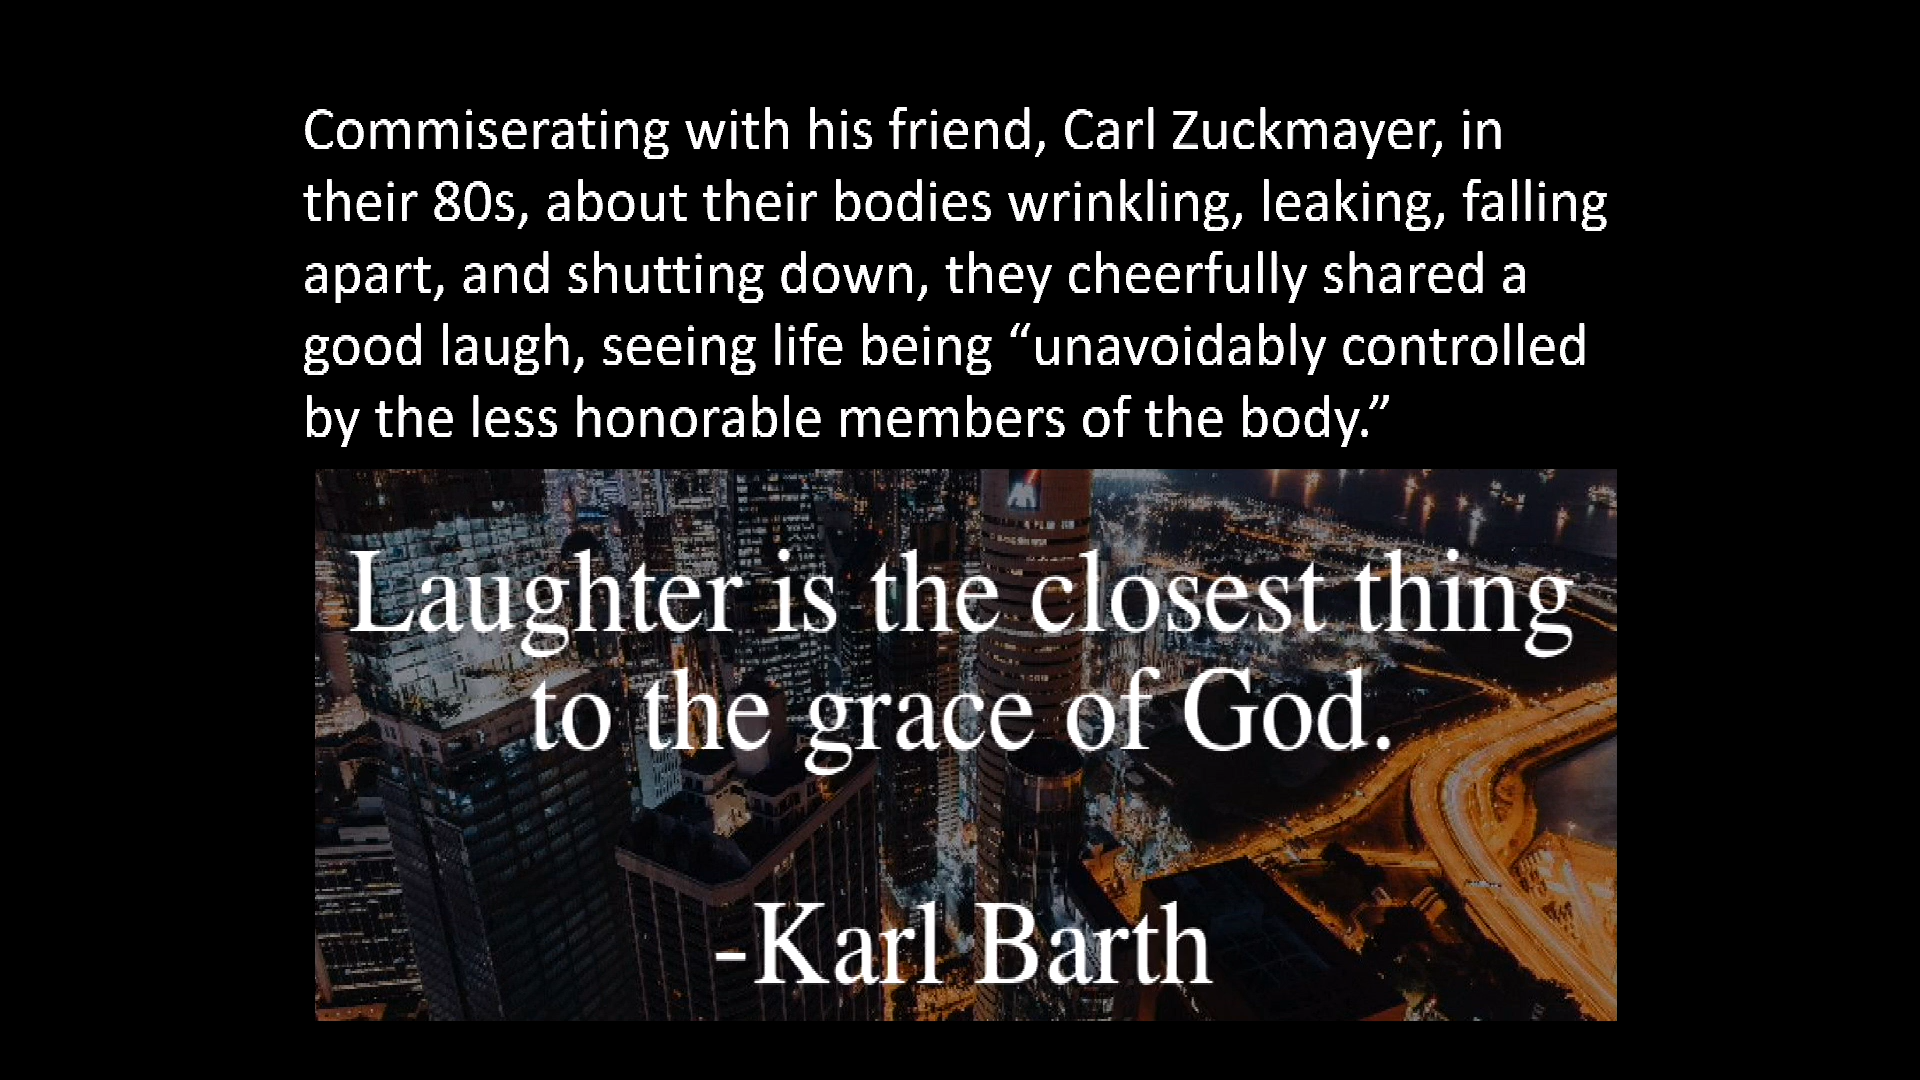 Commiserating with his friend, Carl Zuckmayer, in
their 80s, about their bodies wrinkling, leaking, falling
apart, and shutting down, they cheerfully shared a
good laugh, seeing life being “unavoidably controlled
by the less honorable members of the body.”
Laughter is the closest thing
to the grace of God.
-Karl Barth